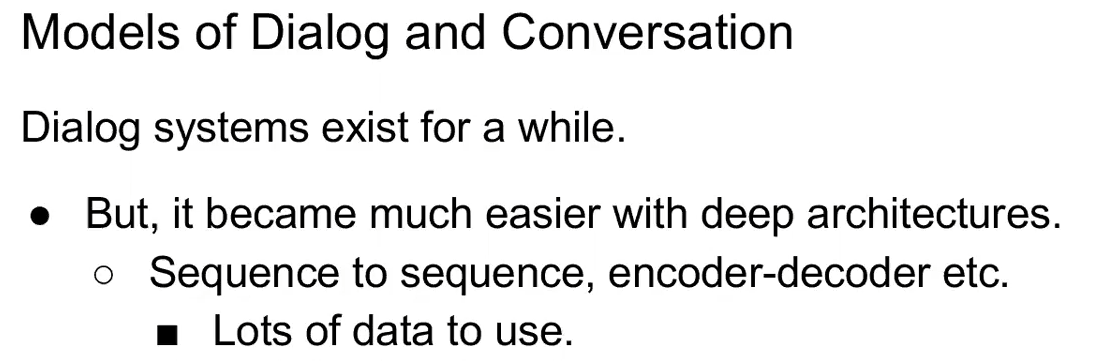 Models of Dialog and Conversation
Dialog systems exist for a while.
● But, it became much easier with deep architectures.
○ Sequence to sequence, encoder-decoder etc.
■ Lots of data to use.